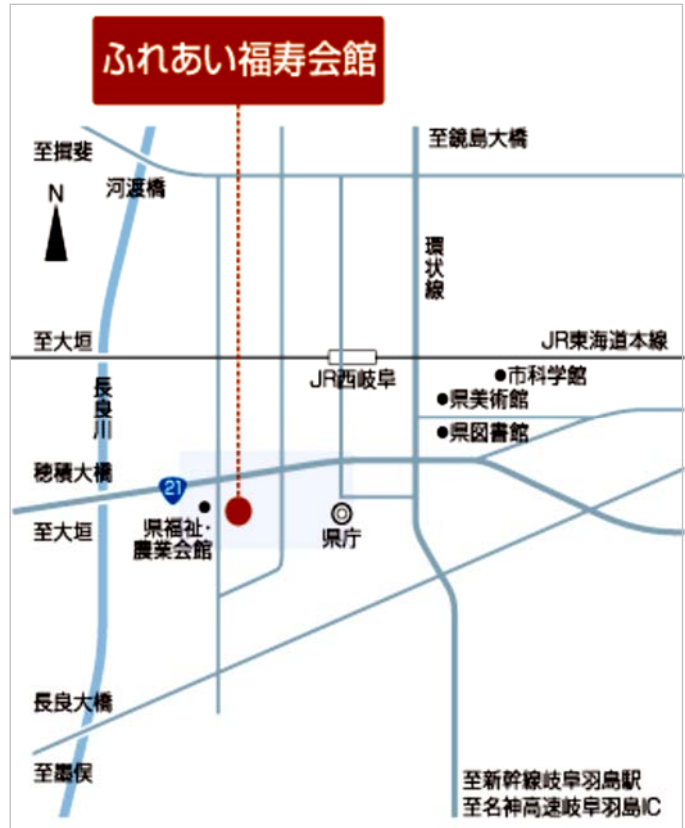 ふれあい福寿会館
至揖斐
至鏡島大橋
河渡橋
N
環状線
至大垣
JR東海道本線
JR西岐阜
●市科学館
●県美術館
●県図書館
長良川
穂積大橋
21
至大垣
県福祉・
農業会館
県庁
長良大橋
至墨俣
至新幹線岐阜羽島駅
至名神高速岐阜羽島IC